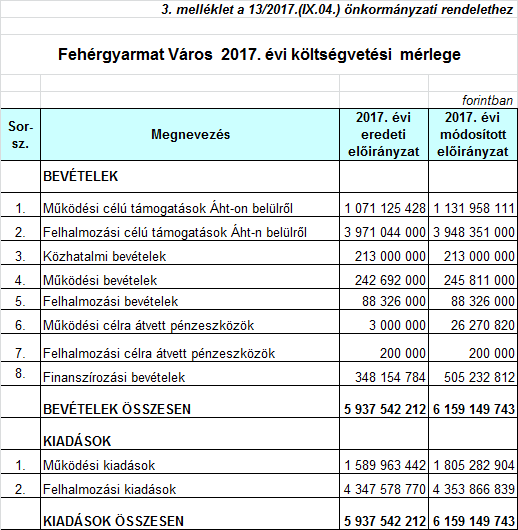 3. melléklet a 13/2017.(IX.04.) önkormányzati rendelethez
Fehérgyarmat Város 2017. évi költségvetési mérlege
forintban
Sor-sz. Megnevezés 2017. évi eredeti előirányzat 2017. évi módosított előirányzat
BEVÉTELEK
1. Működési célú támogatások Áht-on belülről 1 071 125 428 1 131 958 111
2. Felhalmozási célú támogatások Áht-n belülről 3 971 044 000 3 948 351 000
3. Közhatalmi bevételek 213 000 000 213 000 000
4. Működési bevételek 242 692 000 245 811 000
5. Felhalmozási bevételek 88 326 000 88 326 000
6. Működési célra átvett pénzeszközök 3 000 000 26 270 820
7. Felhalmozási célra átvett pénzeszközök 200 000 200 000
8. Finanszírozási bevételek 348 154 784 505 232 812
BEVÉTELEK ÖSSZESEN 5 937 542 212 6 159 149 743
KIADÁSOK
1. Működési kiadások 1 589 963 442 1 805 282 904
2. Felhalmozási kiadások 4 347 578 770 4 353 866 839
KIADÁSOK ÖSSZESEN 5 937 542 212 6 159 149 743